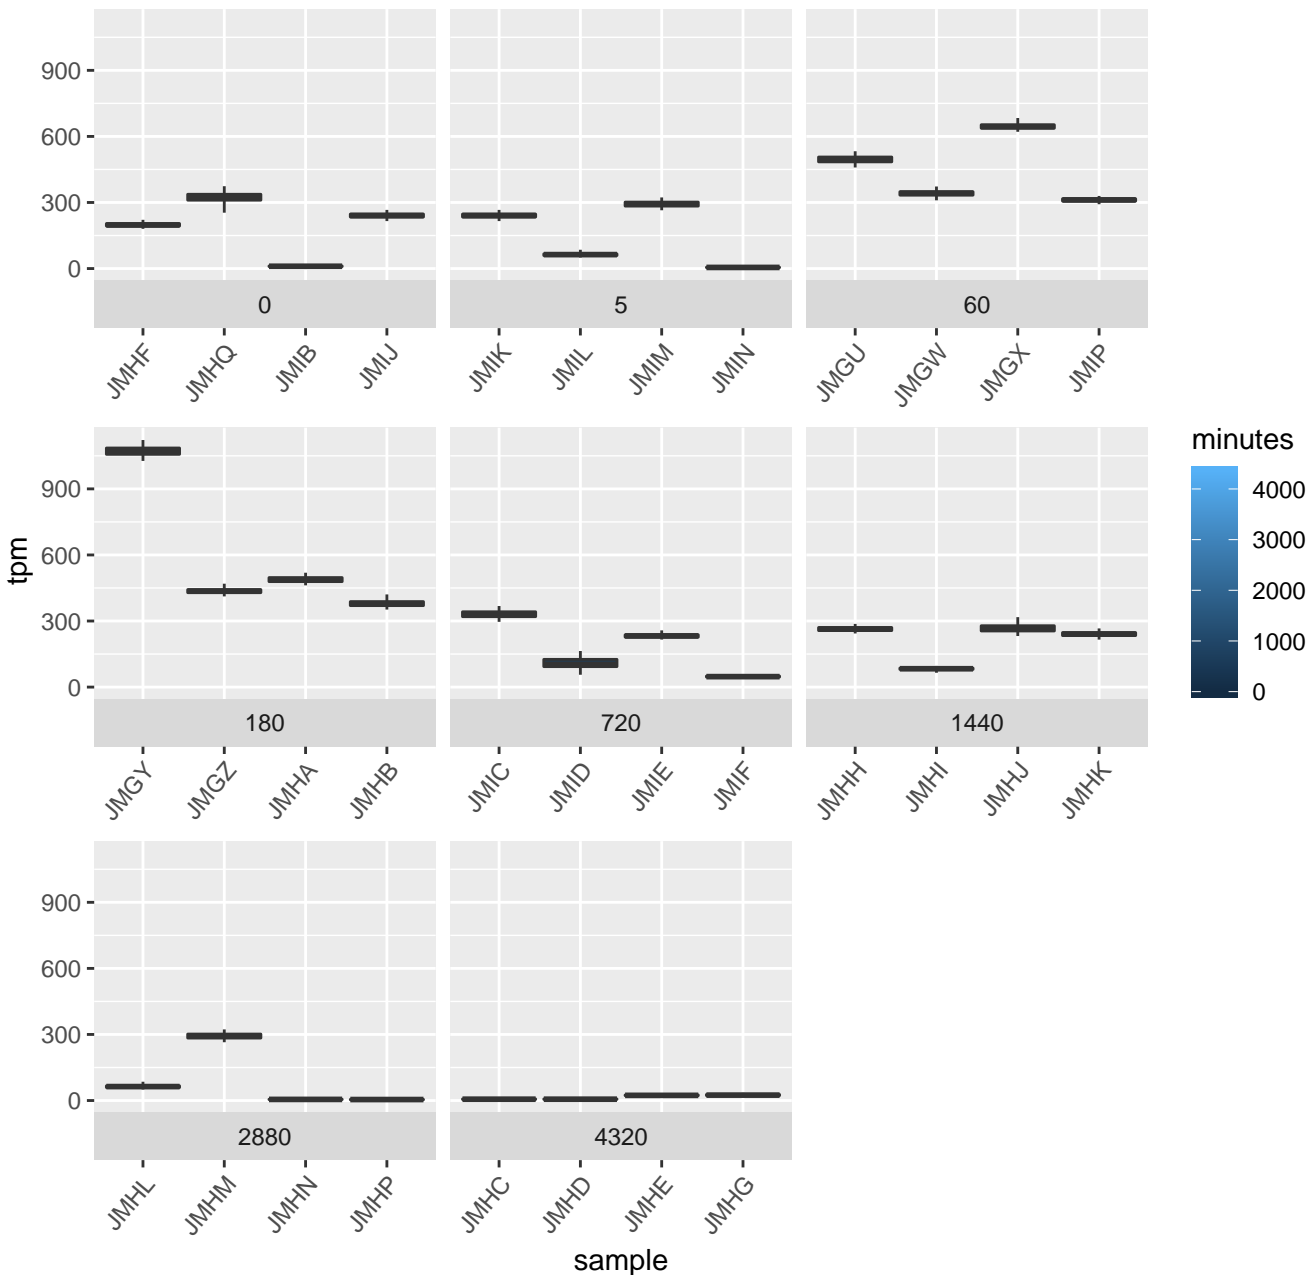 900
600
300
0
0
5
60
JMHF
JMHQ
JMIB
JMIJ
JMIK
JMIL
JMIM
JMIN
JMGU
JMGW
JMGX
JMIP
tpm
900
600
300
0
180
720
1440
JMGY
JMGZ
JMHA
JMHB
JMIC
JMID
JMIE
JMIF
JMHH
JMHI
JMHJ
JMHK
minutes
4000
3000
2000
1000
0
900
600
300
0
2880
4320
JMHL
JMHM
JMHN
JMHP
JMHC
JMHD
JMHE
JMHG
sample